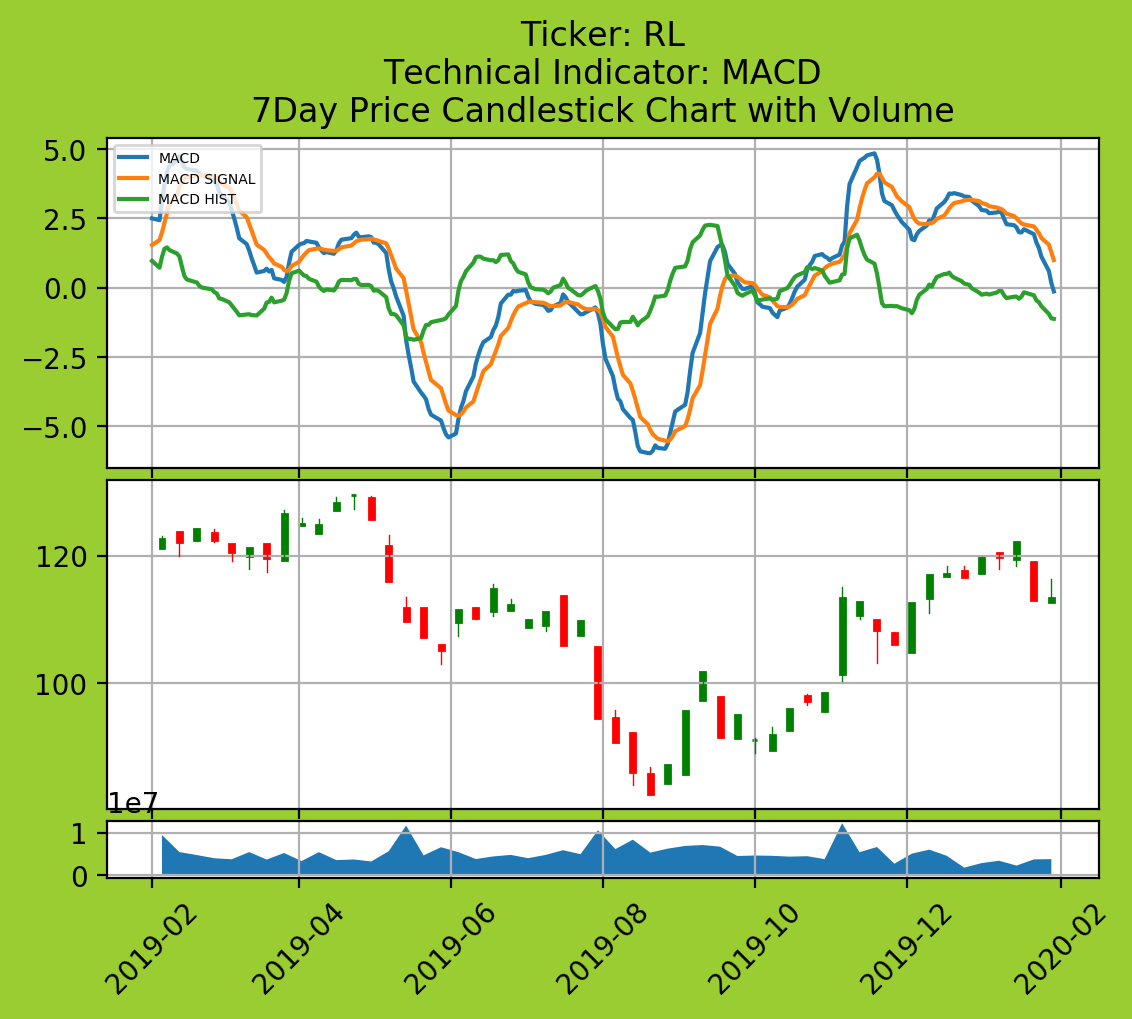 Ticker: RL
Technical Indicator: MACD
7Day Price Candlestick Chart with Volume
5.0
2.5
0.0
−2.5
−5.0
MACD
MACD SIGNAL
MACD HIST
120
100
1e7
1
0
2019-02
2019-04
2019-06
2019-08
2019-10
2019-12
2020-02